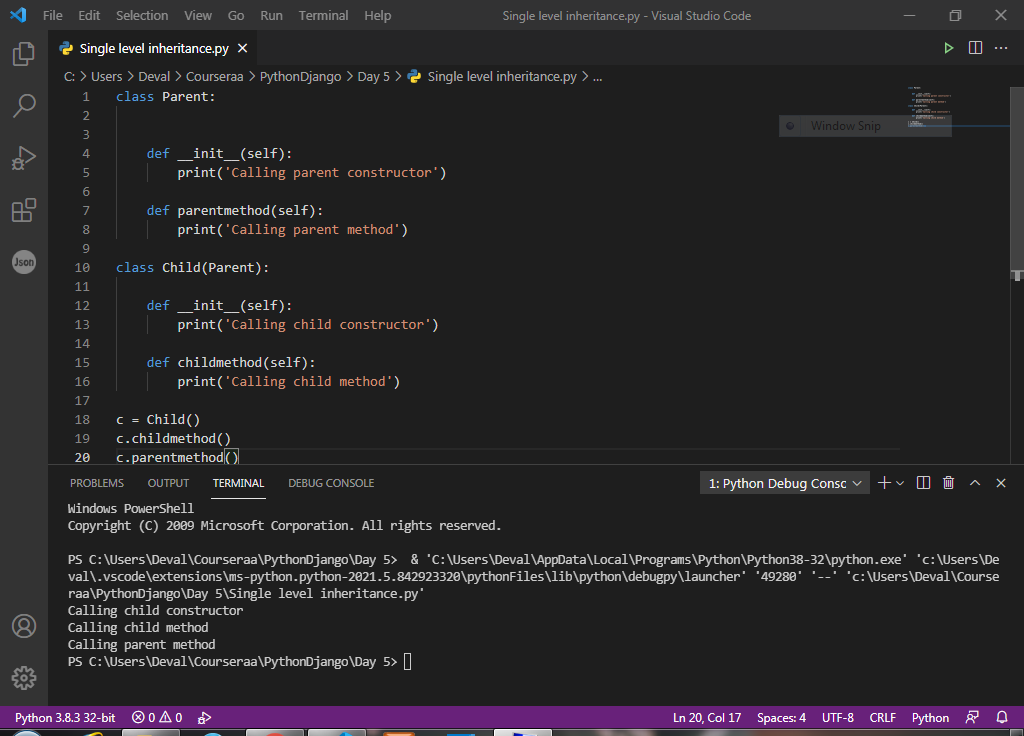 File Edit Selection View Go Run Terminal Help Single level inheritance.py - Visual Studio Code
Single level inheritance.py
C: > Users > Deval > Courseraa > PythonDjango > Day 5 > Single level inheritance.py > ...
1 class Parent:
2
3
4 def __init__(self):
5 print('Calling parent constructor')
6
7 def parentmethod(self):
8 print('Calling parent method')
9
10 class Child(Parent):
11
12 def __init__(self):
13 print('Calling child constructor')
14
15 def childmethod(self):
16 print('Calling child method')
17
18 c = Child()
19 c.childmethod()
20 c.parentmethod()
Window Snip
Json
PROBLEMS OUTPUT TERMINAL DEBUG CONSOLE 1: Python Debug Consc
Windows PowerShell
Copyright (C) 2009 Microsoft Corporation. All rights reserved.
PS C:\Users\Deval\Courseraa\PythonDjango\Day 5> & 'C:\Users\Deval\AppData\Local\Programs\Python\Python38-32\python.exe' 'c:\Users\De
val\.vscode\extensions\ms-python.python-2021.5.842923320\pythonFiles\lib\python\debugpy\launcher' '49280' '--' 'c:\Users\Deval\Course
raa\PythonDjango\Day 5\Single level inheritance.py'
Calling child constructor
Calling child method
Calling parent method
PS C:\Users\Deval\Courseraa\PythonDjango\Day 5>
Python 3.8.3 32-bit 0 0 Ln 20, Col 17 Spaces: 4 UTF-8 CRLF Python